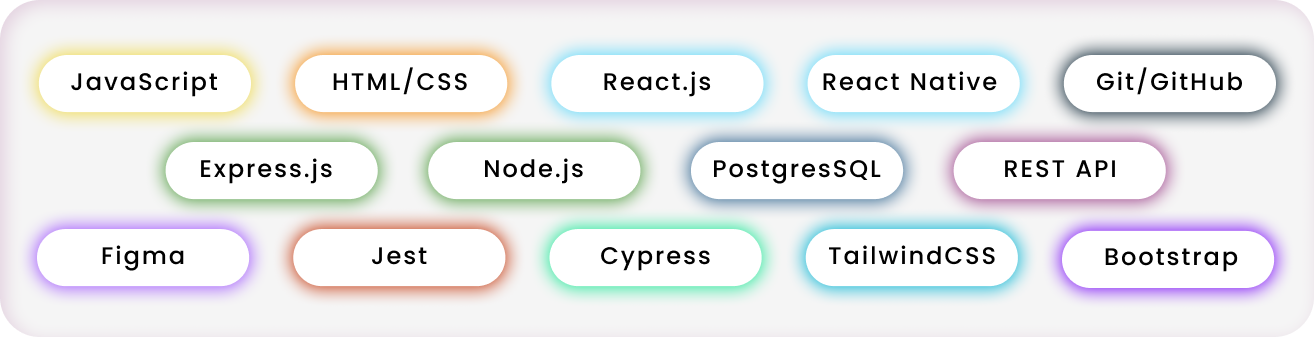 JavaScript HTML/CSS React.js React Native Git/GitHub
Express.js Node.js PostgresSQL REST API
Figma Jest Cypress TailwindCSS Bootstrap